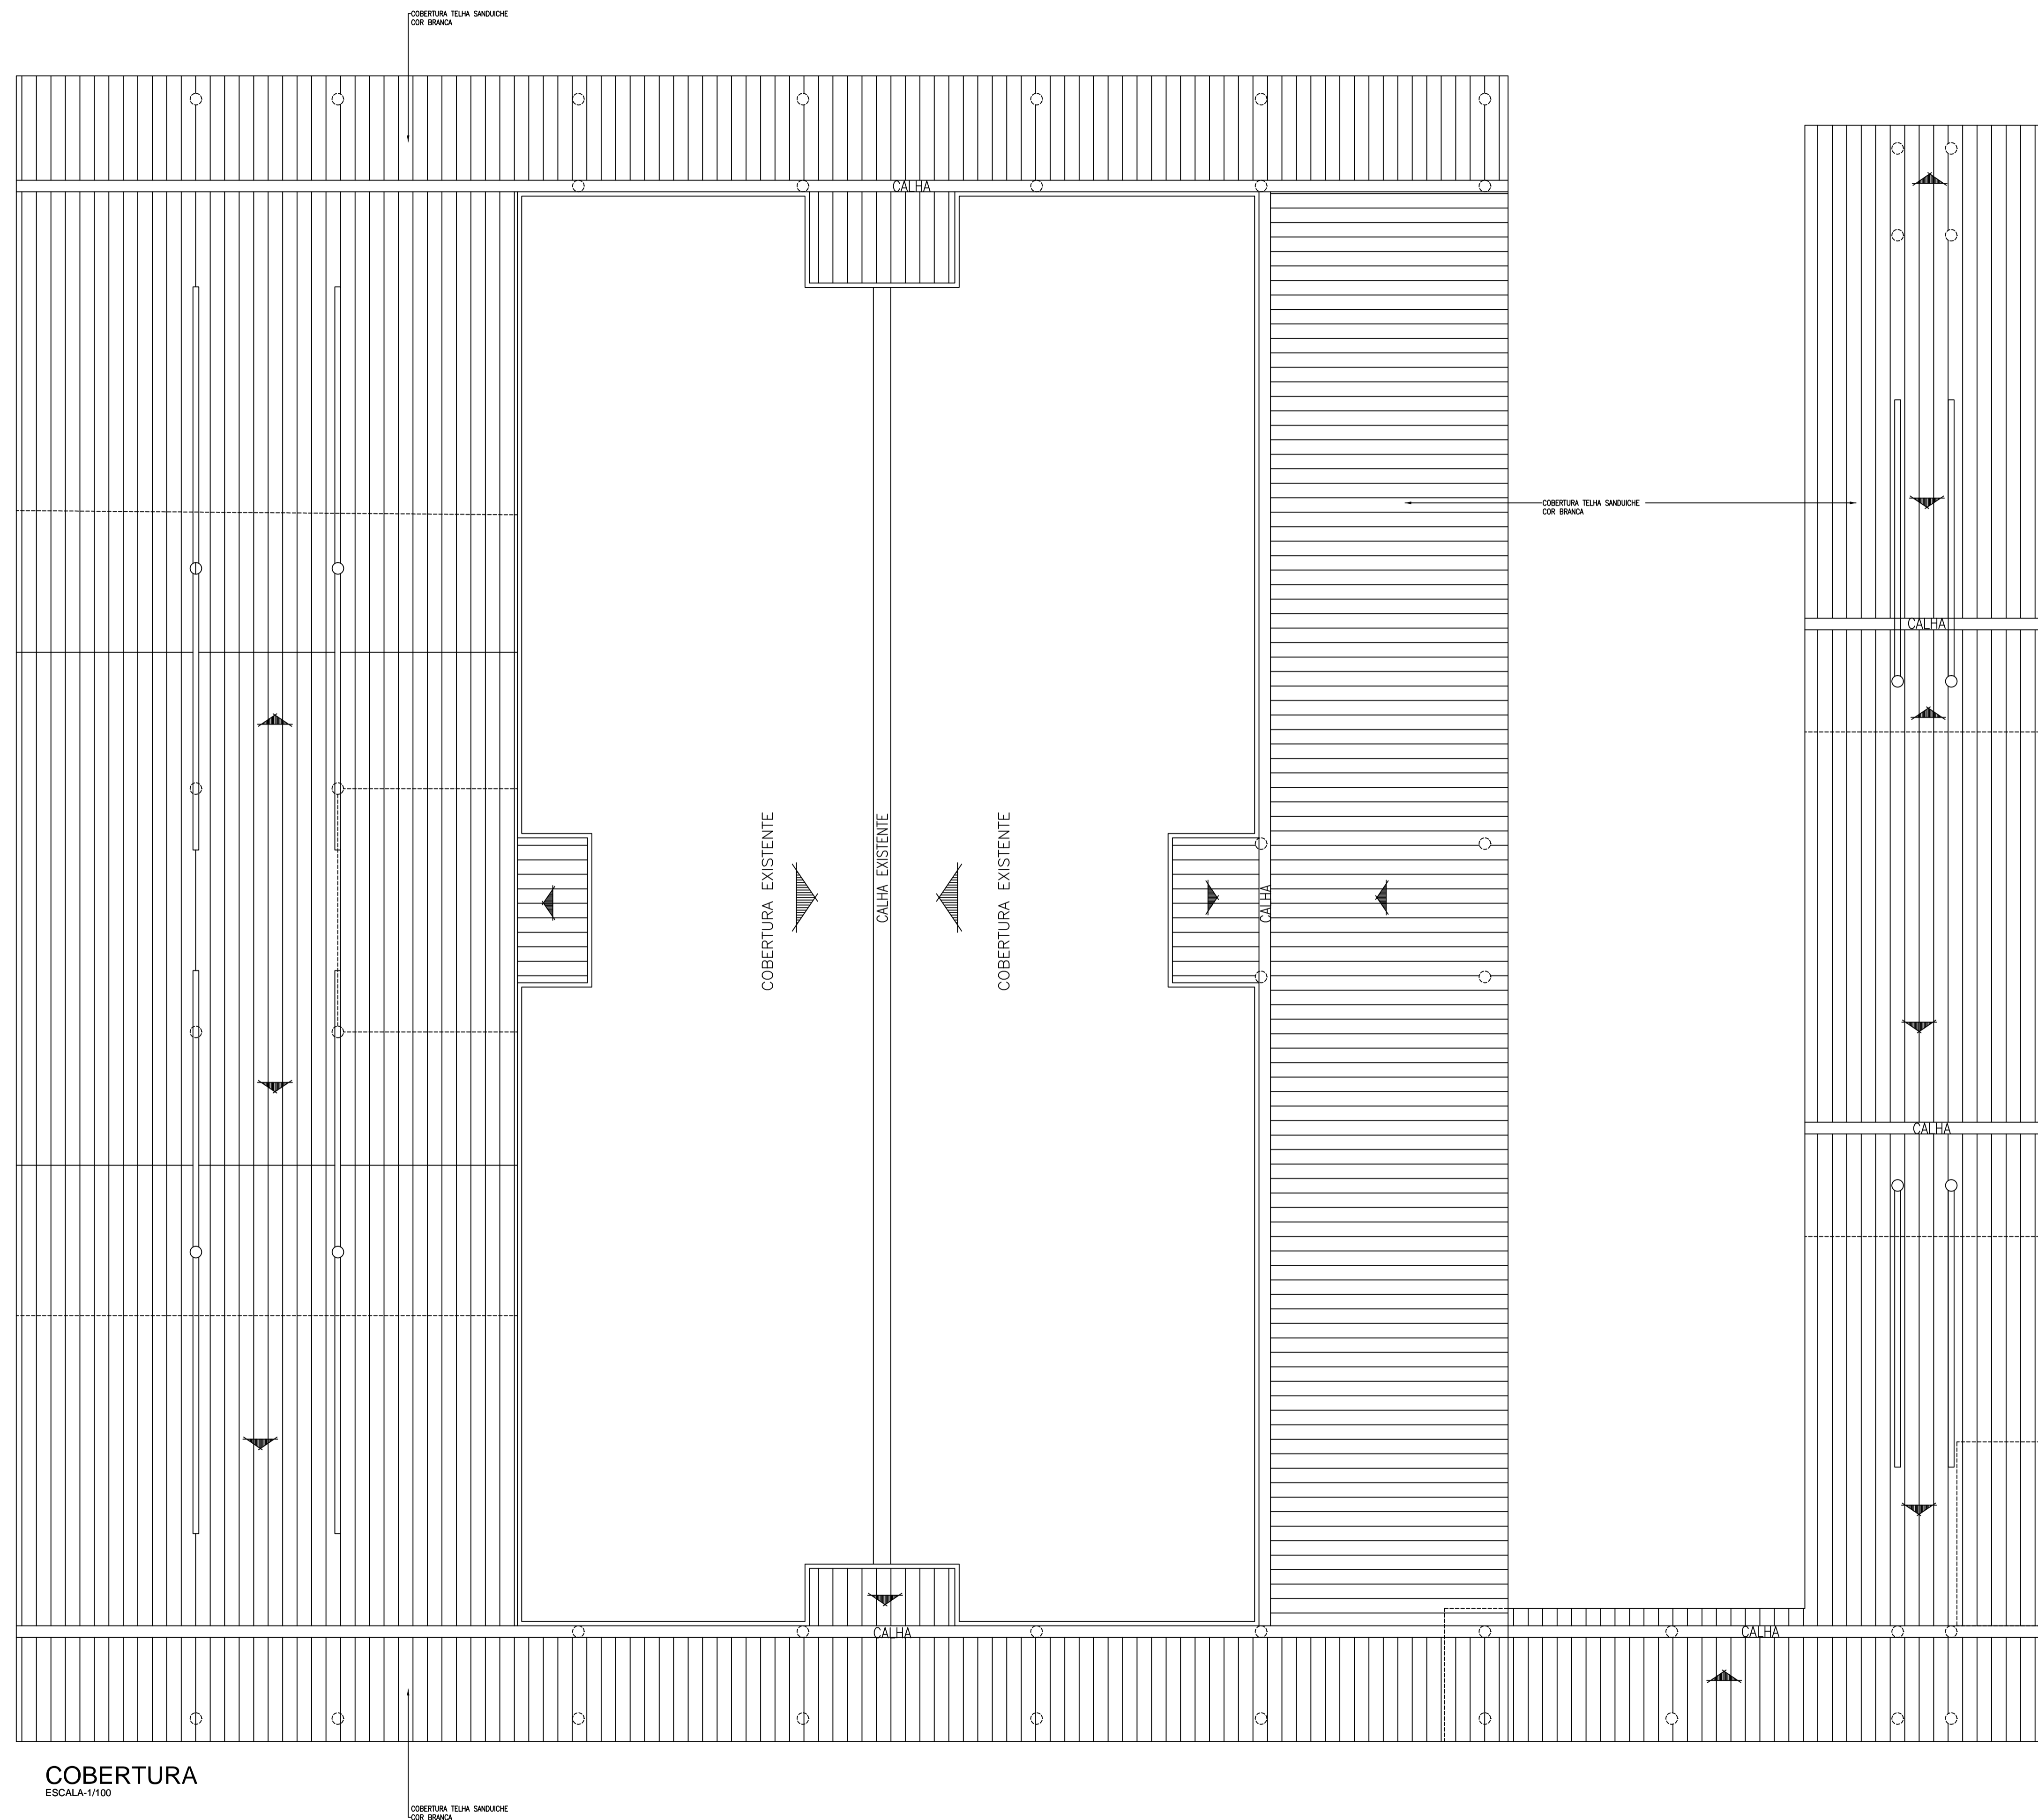 COBERTURA TELHA SANDUICHE
COR BRANCA
CALHA
COBERTURA TELHA SANDUICHE
COR BRANCA
CALHA
COBERTURA EXISTENTE
CALHA EXISTENTE
COBERTURA EXISTENTE
CALHA
CALHA
CALHA
CALHA
COBERTURA
ESCALA-1/100
COBERTURA TELHA SANDUICHE
COR BRANCA